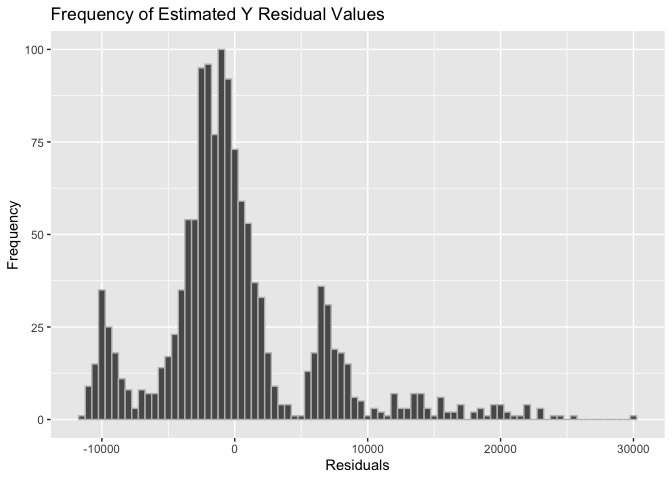 Frequency of Estimated Y Residual Values
100
75
50
25
0
Frequency
-10000 0 10000 20000 30000
Residuals